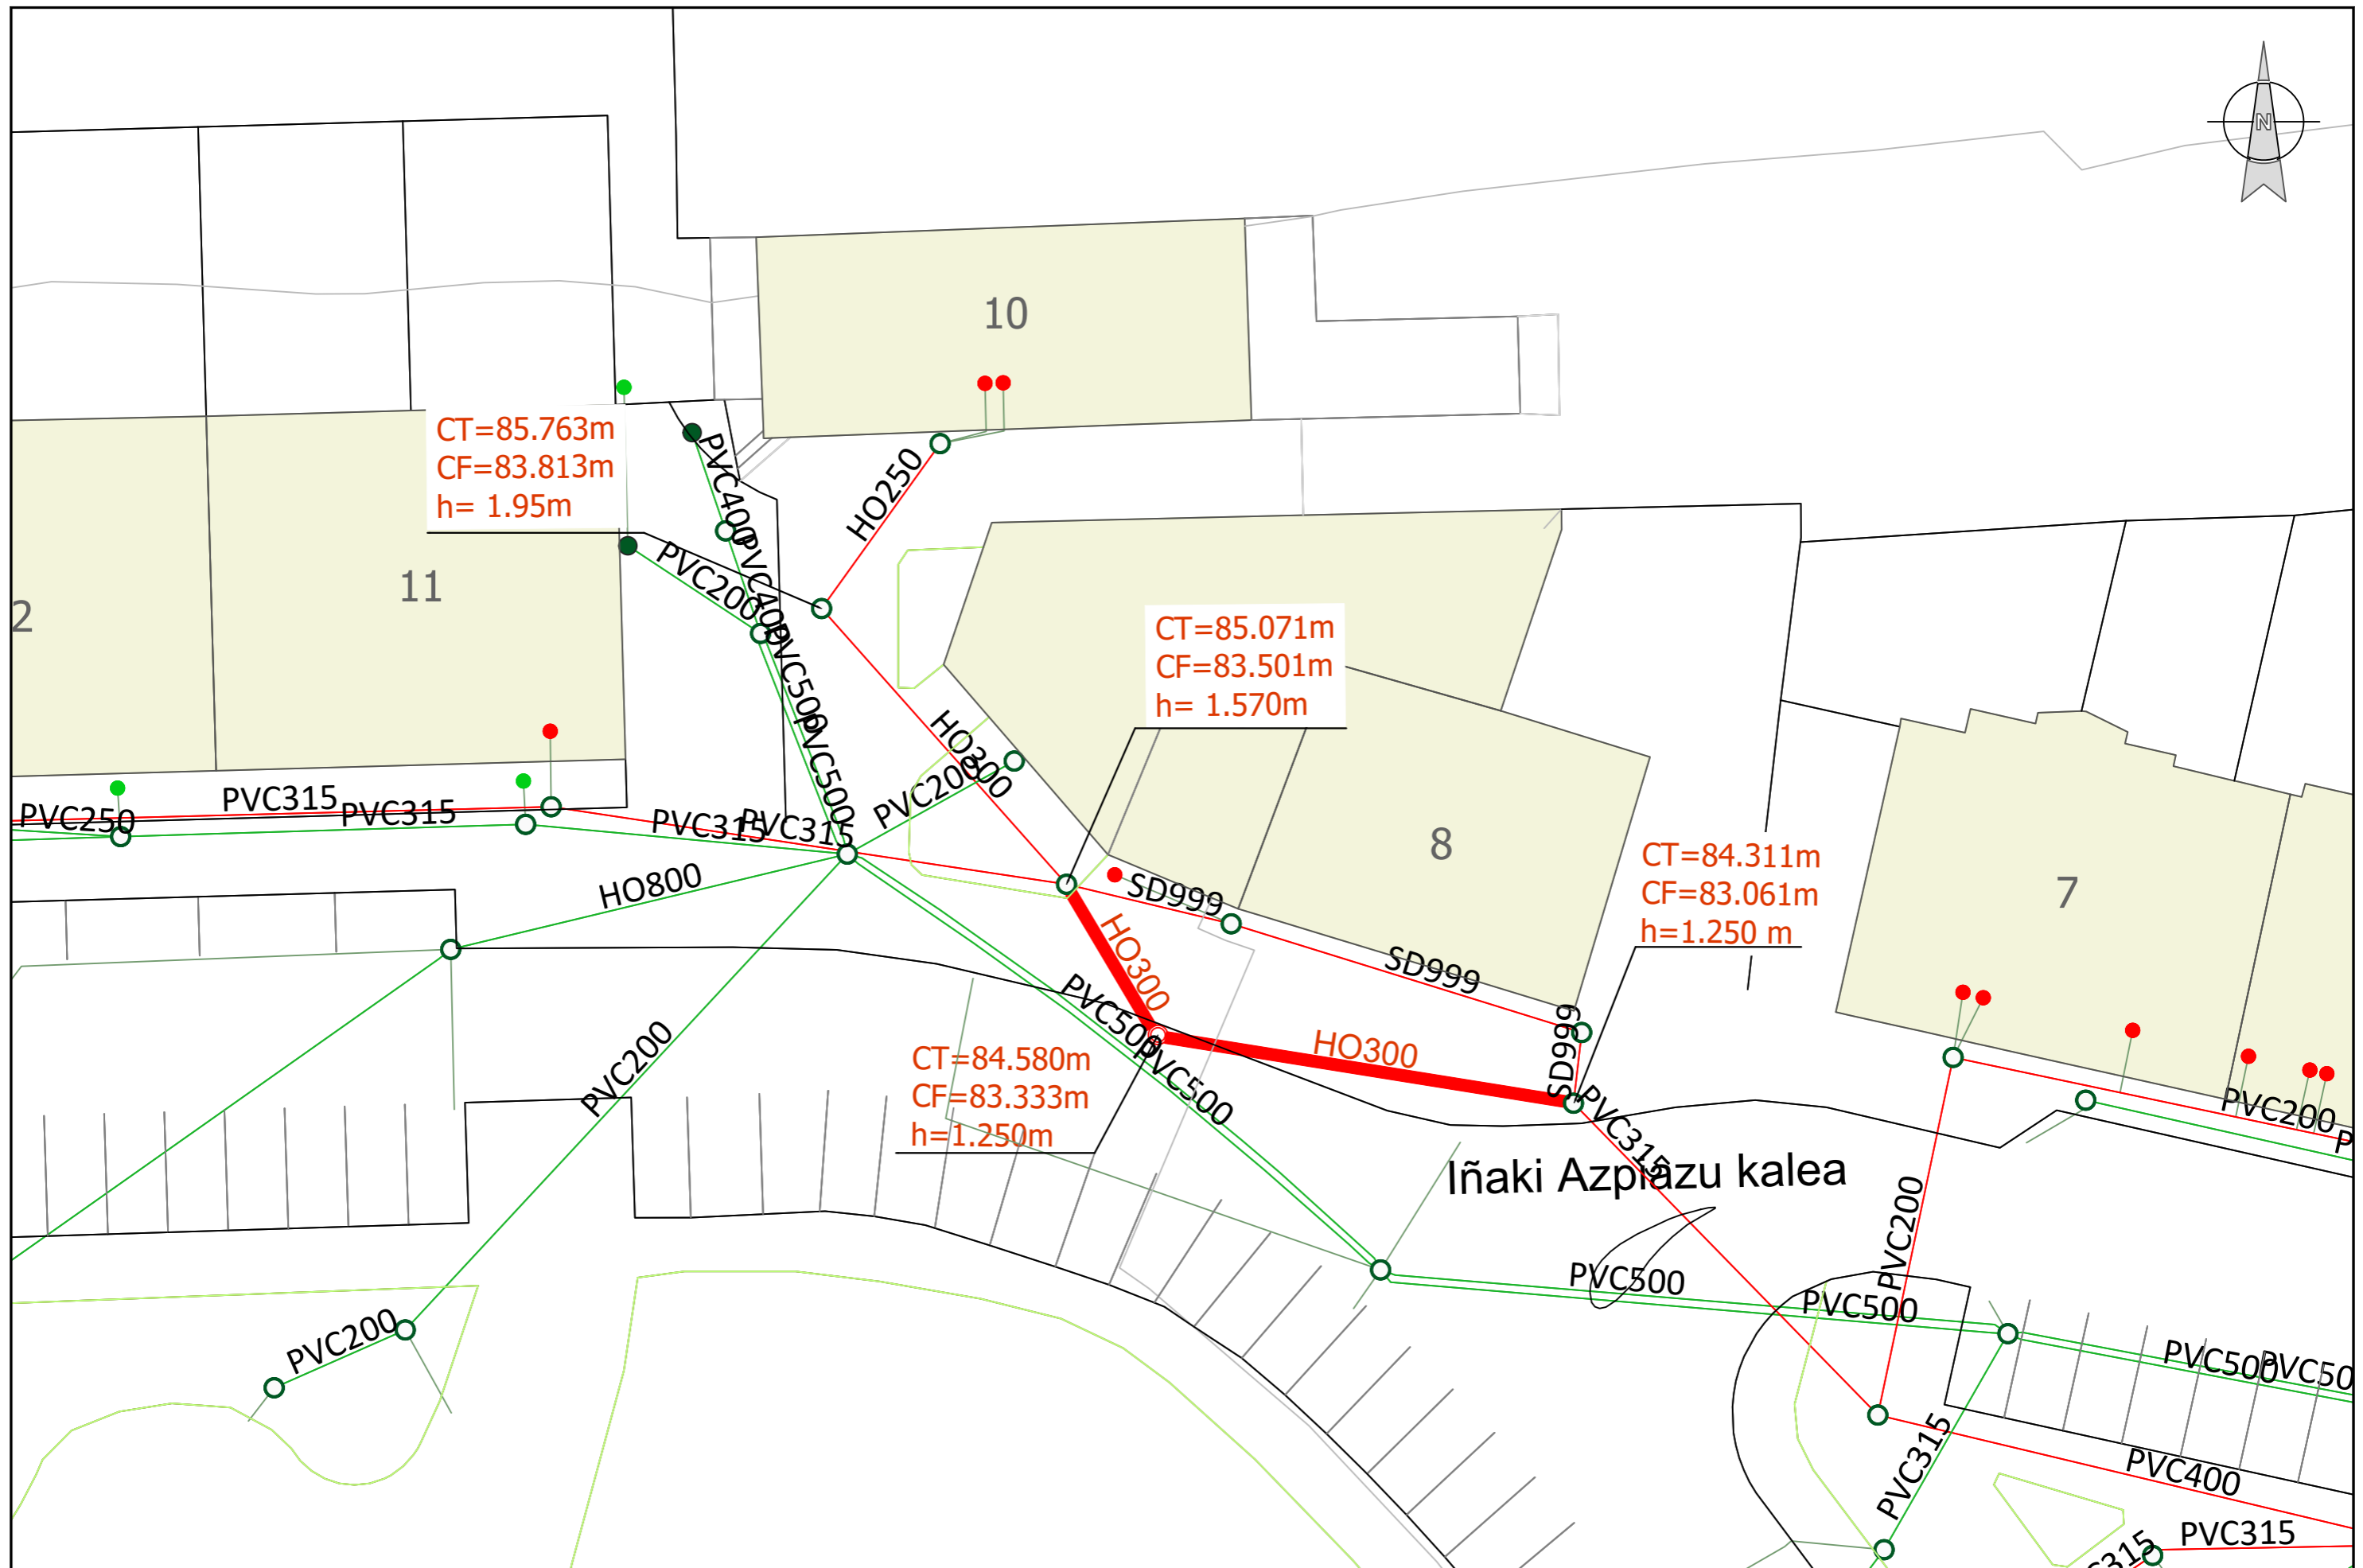 N
10
CT=85.763m
CF=83.813m
h= 1.95m
PVC400
HO250
PVC400
PVC200
11
2
CT=85.071m
CF=83.501m
h= 1.570m
PVC500
PVC500
HO300
PVC200
PVC315
PVC250
PVC315
PVC315
PVC315
8
CT=84.311m
CF=83.061m
h=1.250 m
7
HO800
SD999
HO300
SD999
PVC500
HO300
SD999
CT=84.580m
CF=83.333m
h=1.250m
PVC500
PVC200
PVC315
PVC200
Iñaki Azpiazu kalea
PVC200
PVC500
PVC500
PVC200
PVC500
PVC50
PVC315
PVC400
PVC315
C315